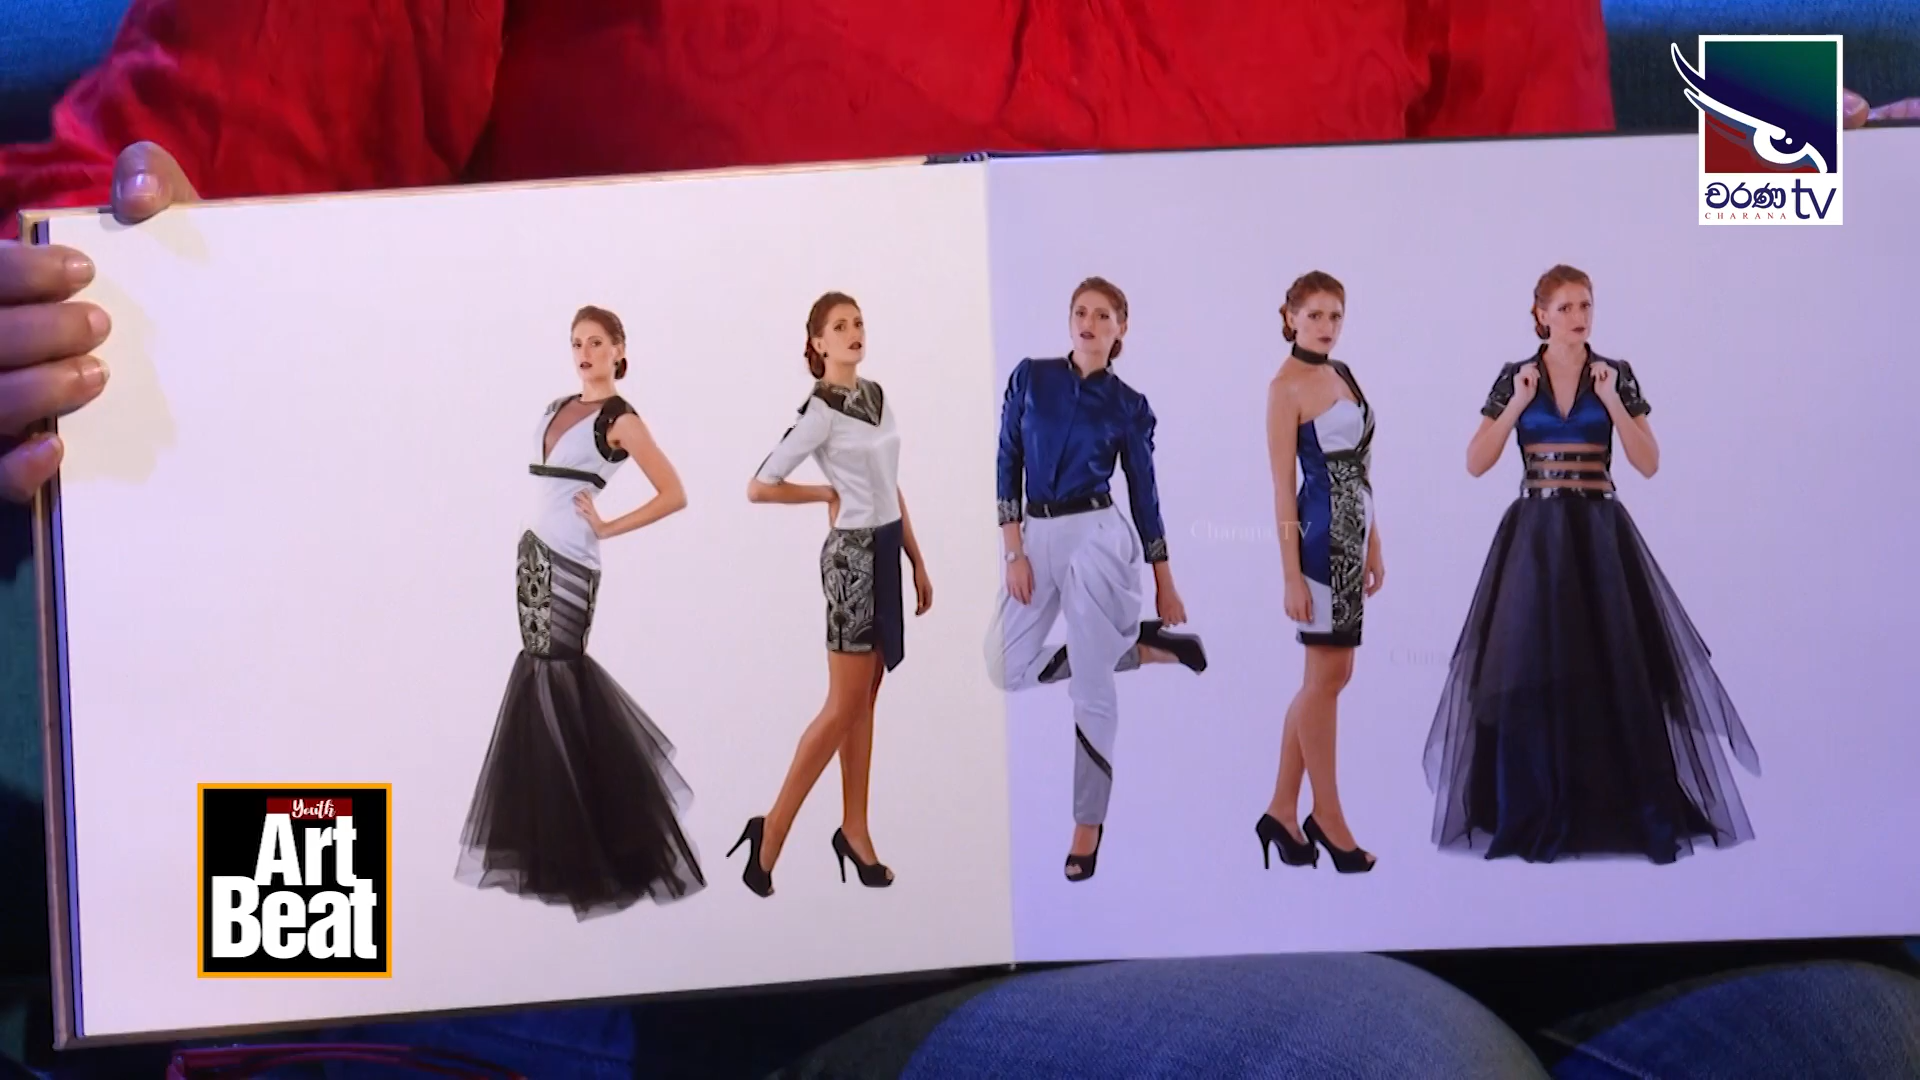 චරණ tv
CHARANA
Charana TV
Youth
Art
Beat